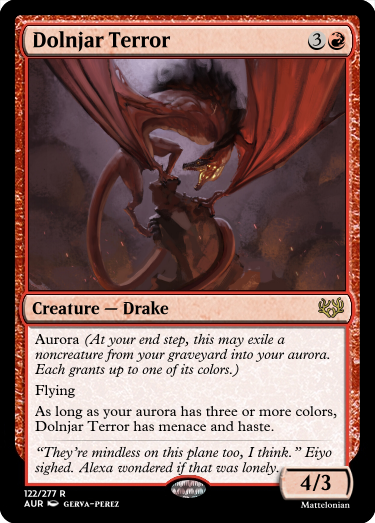 Dolnjar Terror 3
Creature — Drake
Aurora (At your end step, this may exile a
noncreature from your graveyard into your aurora.
Each grants up to one of its colors.)
Flying
As long as your aurora has three or more colors,
Dolnjar Terror has menace and haste.
“They’re mindless on this plane too, I think.” Eiyo
sighed. Alexa wondered if that was lonely.
4/3
122/277 R
AUR GERVA-PEREZ
Mattelonian